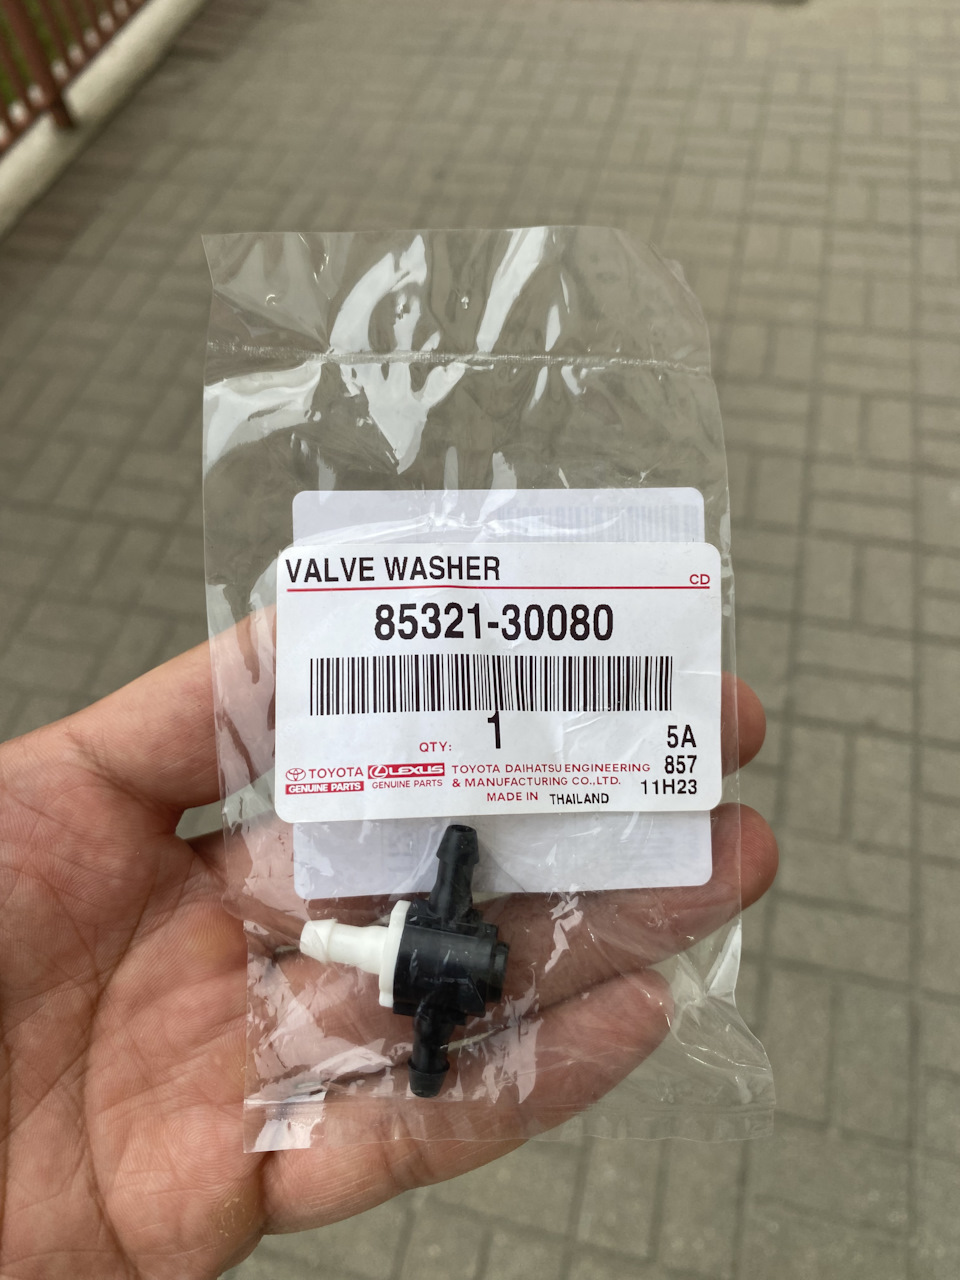 VALVE WASHER
CD
85321-30080
QTY: 1
5A
TOYOTA LEXUS TOYOTA DAIHATSU ENGINEERING 857
GENUINE PARTS GENUINE PARTS & MANUFACTURING CO.,LTD. 11H23
MADE IN THAILAND